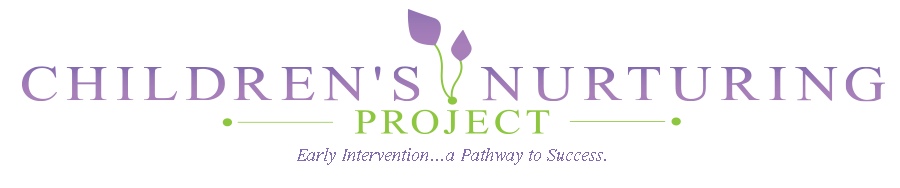 CHILDREN'S NURTURING
PROJECT
Early Intervention...a Pathway to Success.